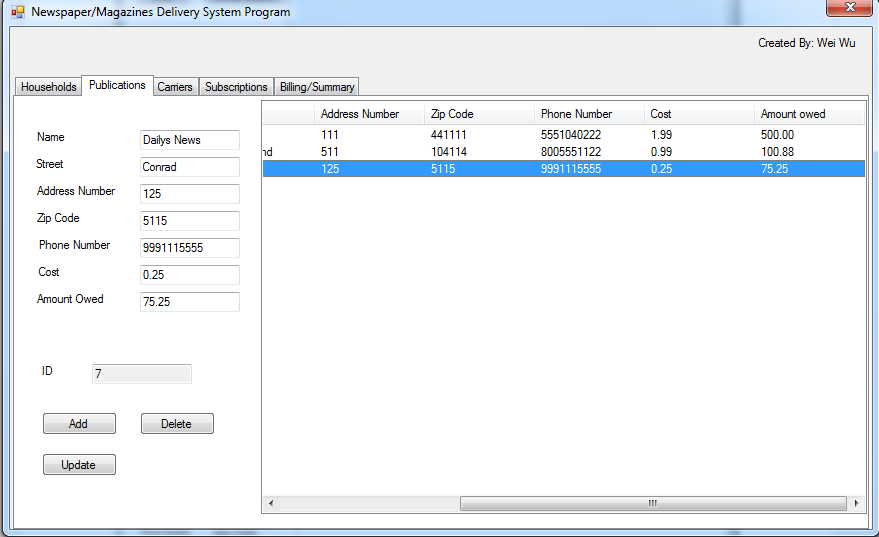 Newspaper/Magazines Delivery System Program
Created By: Wei Wu
Households Publications Carriers Subscriptions Billing/Summary
Name Dailys News
Street Conrad
Address Number 125
Zip Code 5115
Phone Number 9991115555
Cost 0.25
Amount Owed 75.25
ID 7
Add Delete
Update
Address Number Zip Code Phone Number Cost Amount owed
111 441111 5551040222 1.99 500.00
511 104114 8005551122 0.99 100.88
125 5115 9991115555 0.25 75.25